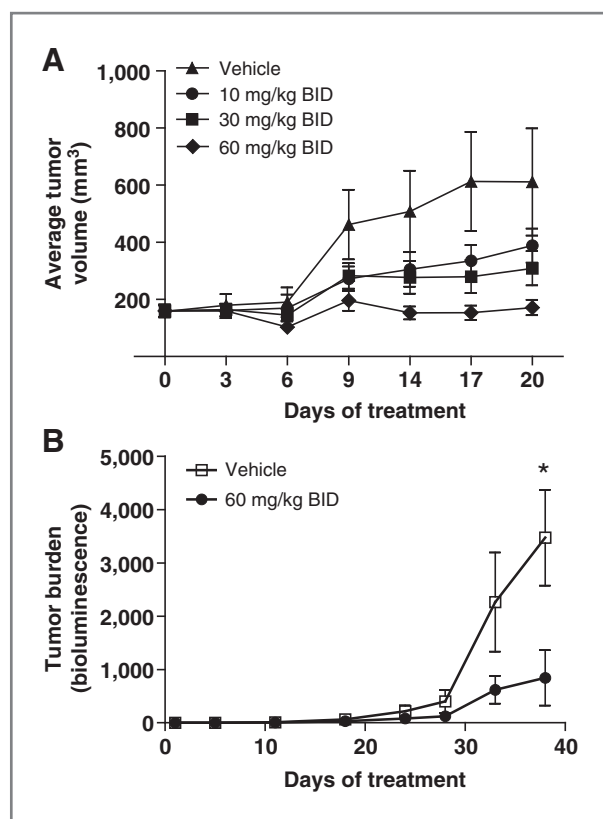 A
1,000
800
600
400
200
Average tumor
volume (mm³)
Vehicle
10 mg/kg BID
30 mg/kg BID
60 mg/kg BID
0 3 6 9 14 17 20
Days of treatment
B
5,000
4,000
3,000
2,000
1,000
0
Tumor burden
(bioluminescence)
Vehicle
60 mg/kg BID
*
0 10 20 30 40
Days of treatment